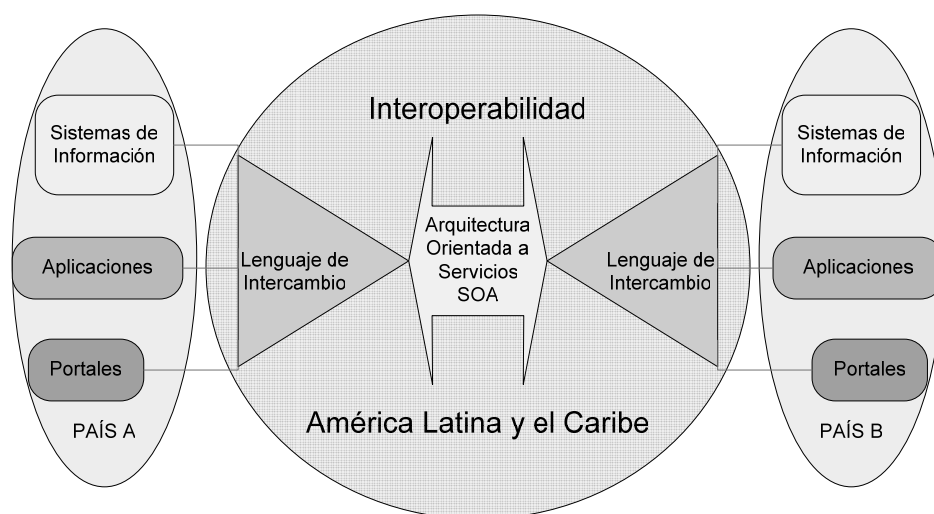 Interoperabilidad
Sistemas de
Información
Aplicaciones
Portales
PAÍS A
Lenguaje de
Intercambio
Arquitectura
Orientada a
Servicios
SOA
Lenguaje de
Intercambio
Sistemas de
Información
Aplicaciones
Portales
PAÍS B
América Latina y el Caribe